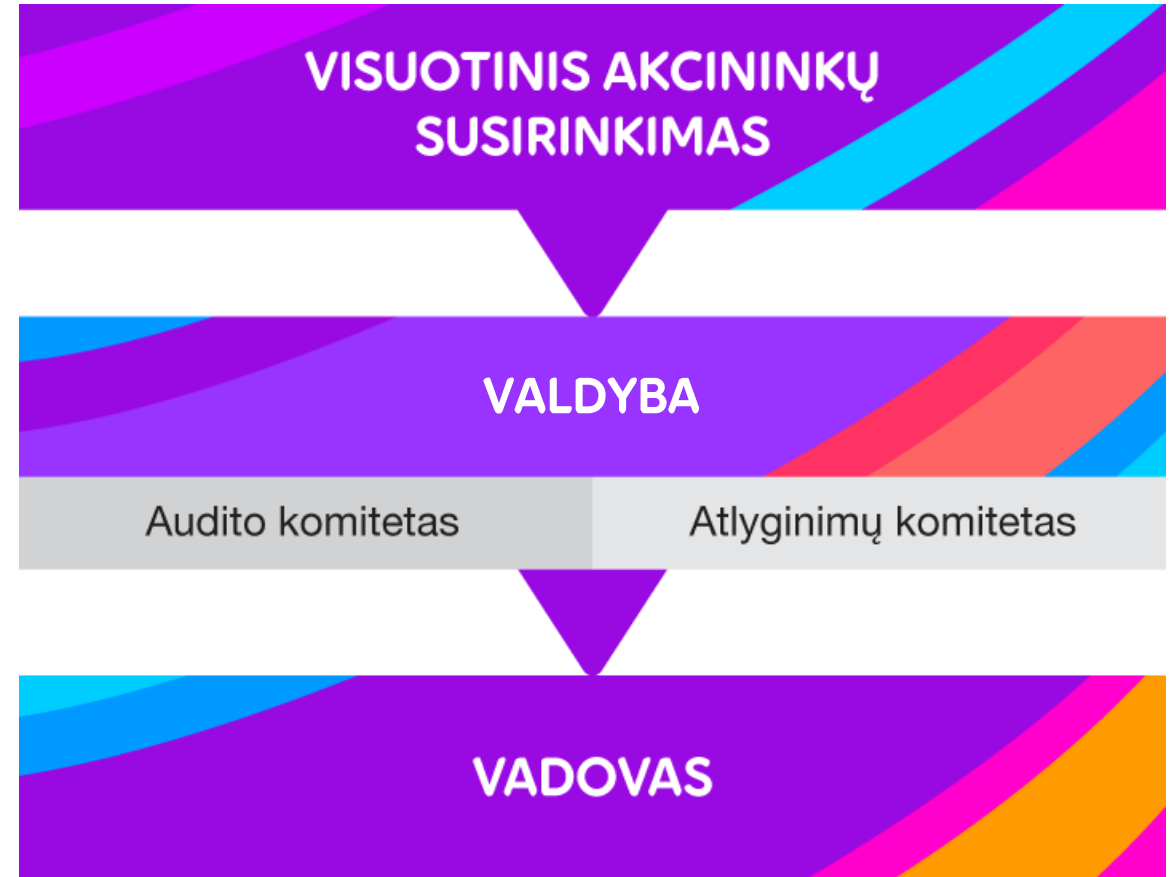 VISUOTINIS AKCININKŲ
SUSIRINKIMAS
VALDYBA
Audito komitetas
Atlyginimų komitetas
VADOVAS